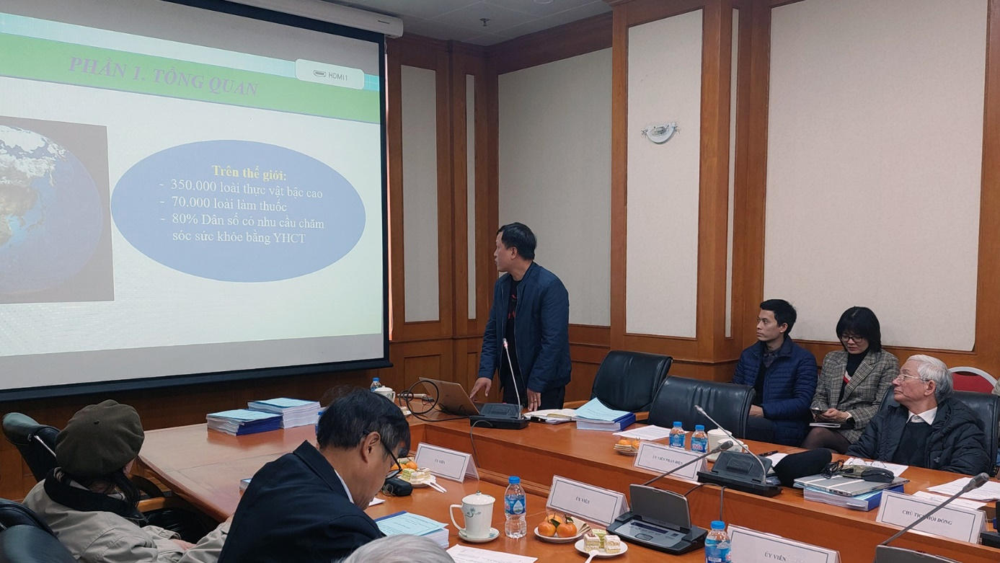 PHẦN 1. TỔNG QUAN
HDMI1
Trên thế giới:
- 350.000 loài thực vật bậc cao
- 70.000 loài làm thuốc
- 80% Dân số có nhu cầu chăm
sóc sức khỏe bằng YHCT
ỦY VIÊN
ỦY VIÊN PHẢN BIỆN
ỦY VIÊN
CHỦ TỊCH HỘI ĐỒNG
ỦY VIÊN